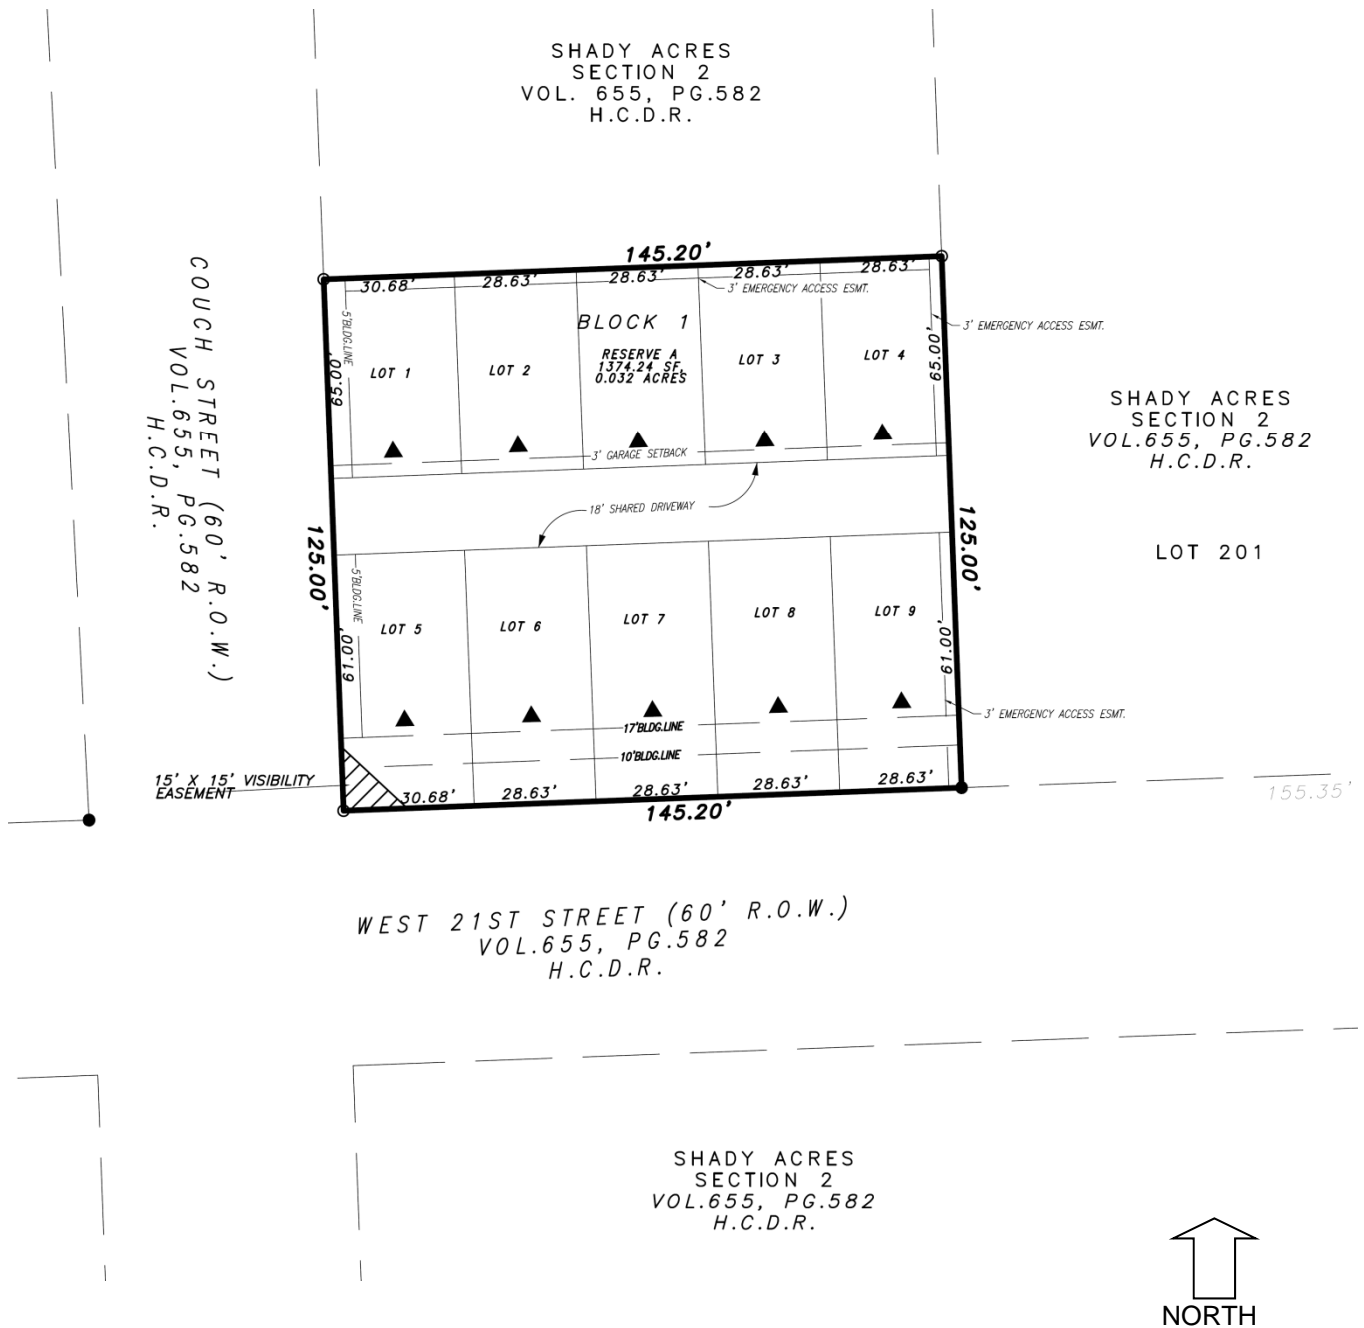 SHADY ACRES
SECTION 2
VOL. 655, PG.582
H.C.D.R.
145.20'
30.68'
28.63'
28.63'
28.63'
28.63'
3' EMERGENCY ACCESS ESMT.
3' EMERGENCY ACCESS ESMT.
COUCH STREET (60' R.O.W.)
VOL.655, PG.582
H.C.D.R.
5'BLDG.LINE
65.00'
BLOCK 1
LOT 1
LOT 2
RESERVE A
1374.24 SF.
0.032 ACRES
LOT 3
LOT 4
65.00'
SHADY ACRES
SECTION 2
VOL.655, PG.582
H.C.D.R.
3' GARAGE SETBACK
18' SHARED DRIVEWAY
125.00'
125.00'
LOT 201
5'BLDG.LINE
61.00'
LOT 5
LOT 6
LOT 7
LOT 8
LOT 9
61.00'
3' EMERGENCY ACCESS ESMT.
17'BLDG.LINE
10'BLDG.LINE
15' X 15' VISIBILITY
EASEMENT
30.68'
28.63'
28.63'
28.63'
28.63'
145.20'
155.35'
WEST 21ST STREET (60' R.O.W.)
VOL.655, PG.582
H.C.D.R.
SHADY ACRES
SECTION 2
VOL.655, PG.582
H.C.D.R.
NORTH